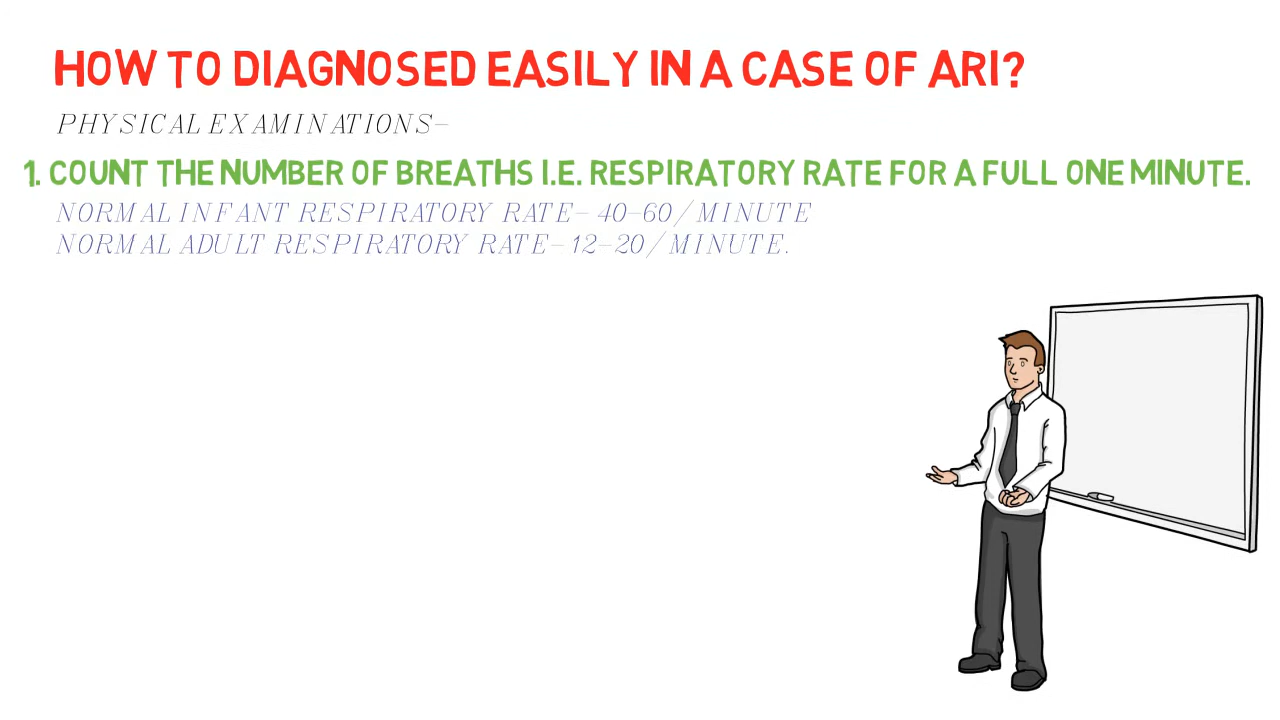 HOW TO DIAGNOSED EASILY IN A CASE OF ARI?
PHYSICAL EXAMINATIONS-
1. COUNT THE NUMBER OF BREATHS I.E. RESPIRATORY RATE FOR A FULL ONE MINUTE.
NORMAL INFANT RESPIRATORY RATE- 40-60/MINUTE
NORMAL ADULT RESPIRATORY RATE-12-20/MINUTE.